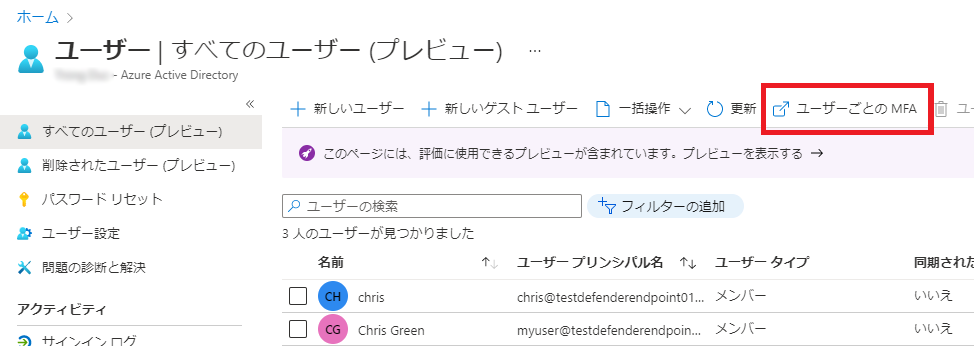 ホーム >
ユーザー | すべてのユーザー (プレビュー) ...
- Azure Active Directory
«
すべてのユーザー (プレビュー)
削除されたユーザー (プレビュー)
パスワード リセット
ユーザー設定
問題の診断と解決
アクティビティ
サインイン ログ
+ 新しいユーザー + 新しいゲスト ユーザー 一括操作 更新 ユーザーごとの MFA ユー
このページには、評価に使用できるプレビューが含まれています。プレビューを表示する →
ユーザーの検索 フィルターの追加
3 人のユーザーが見つかりました
名前 ↑↓ ユーザー プリンシパル名 ↑↓ ユーザー タイプ 同期された
CH chris chris@testdefenderendpoint01... メンバー いいえ
CG Chris Green myuser@testdefenderendpoin... メンバー いいえ